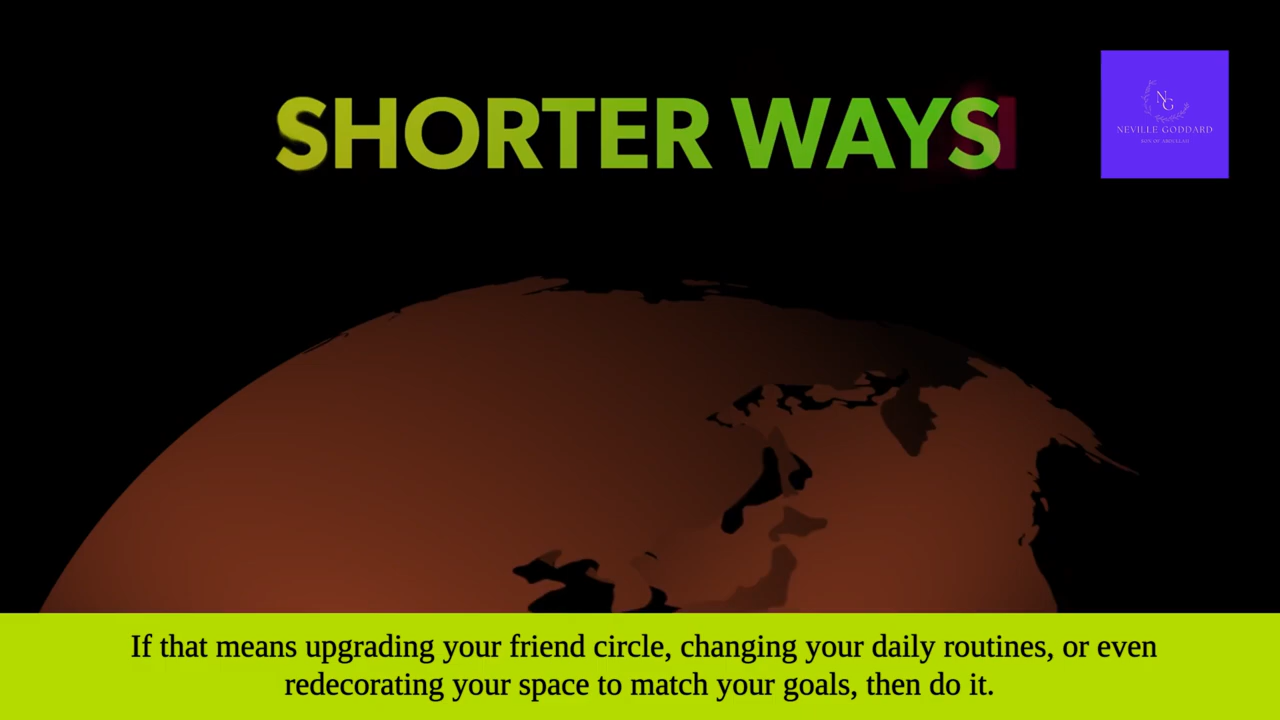 SHORTER WAYS
NG
NEVILLE GODDARD
If that means upgrading your friend circle, changing your daily routines, or even
redecorating your space to match your goals, then do it.